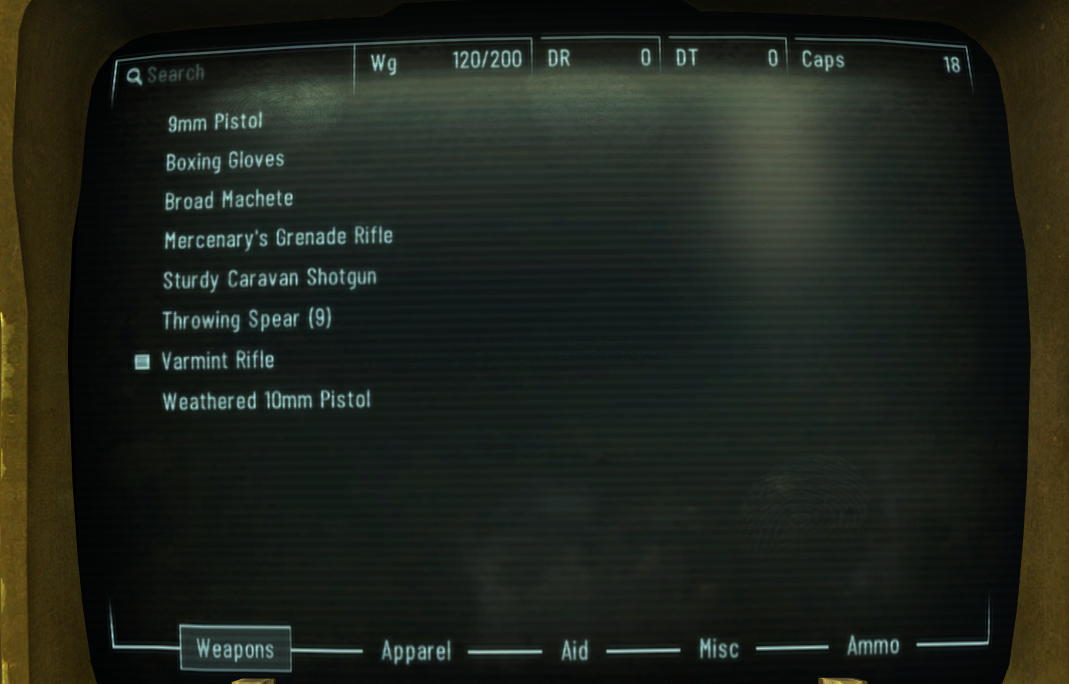 Search Wg 120/200 DR 0 DT 0 Caps 18
9mm Pistol
Boxing Gloves
Broad Machete
Mercenary's Grenade Rifle
Sturdy Caravan Shotgun
Throwing Spear (9)
Varmint Rifle
Weathered 10mm Pistol
Weapons Apparel Aid Misc Ammo